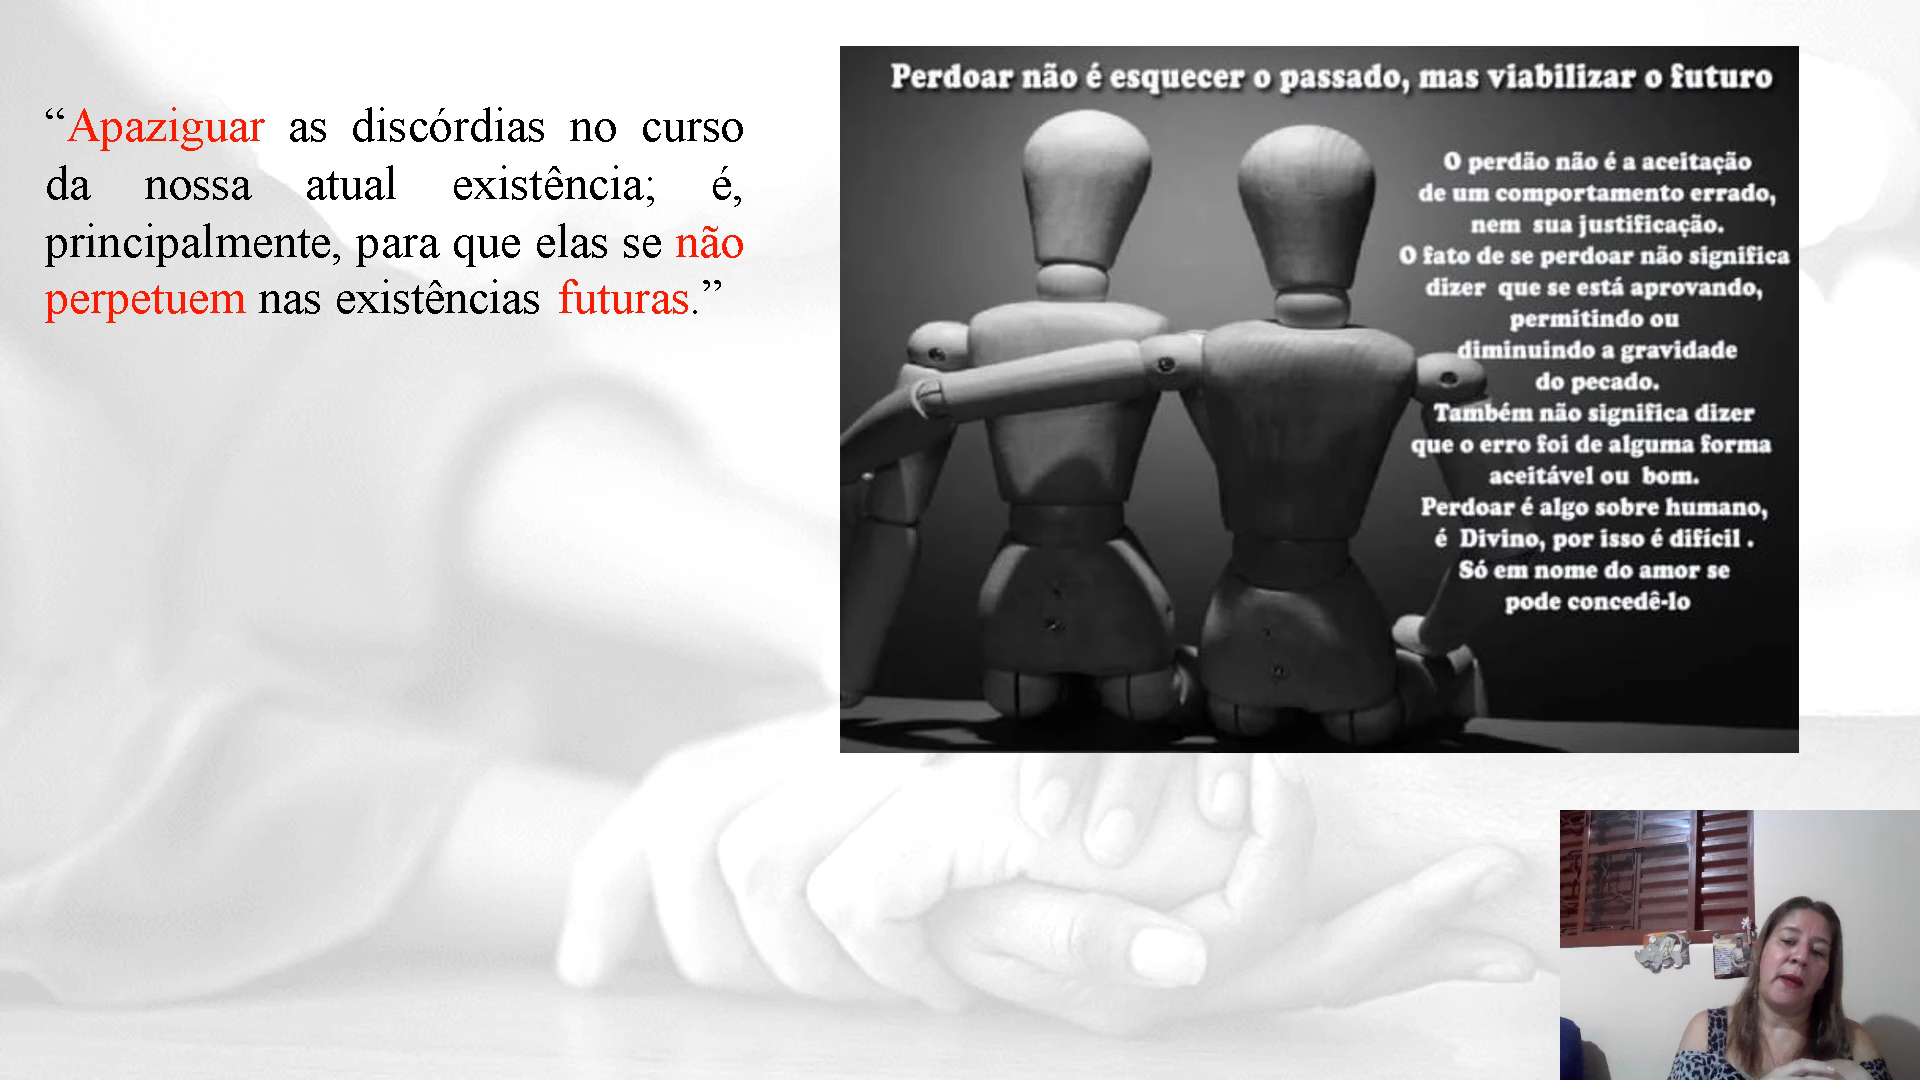 “Apaziguar as discórdias no curso
da nossa atual existência; é,
principalmente, para que elas se não
perpetuem nas existências futuras.”
Perdoar não é esquecer o passado, mas viabilizar o futuro
O perdão não é a aceitação
de um comportamento errado,
nem sua justificação.
O fato de se perdoar não significa
dizer que se está aprovando,
permitindo ou
diminuindo a gravidade
do pecado.
Também não significa dizer
que o erro foi de alguma forma
aceitável ou bom.
Perdoar é algo sobre humano,
é Divino, por isso é difícil .
Só em nome do amor se
pode concedê-lo